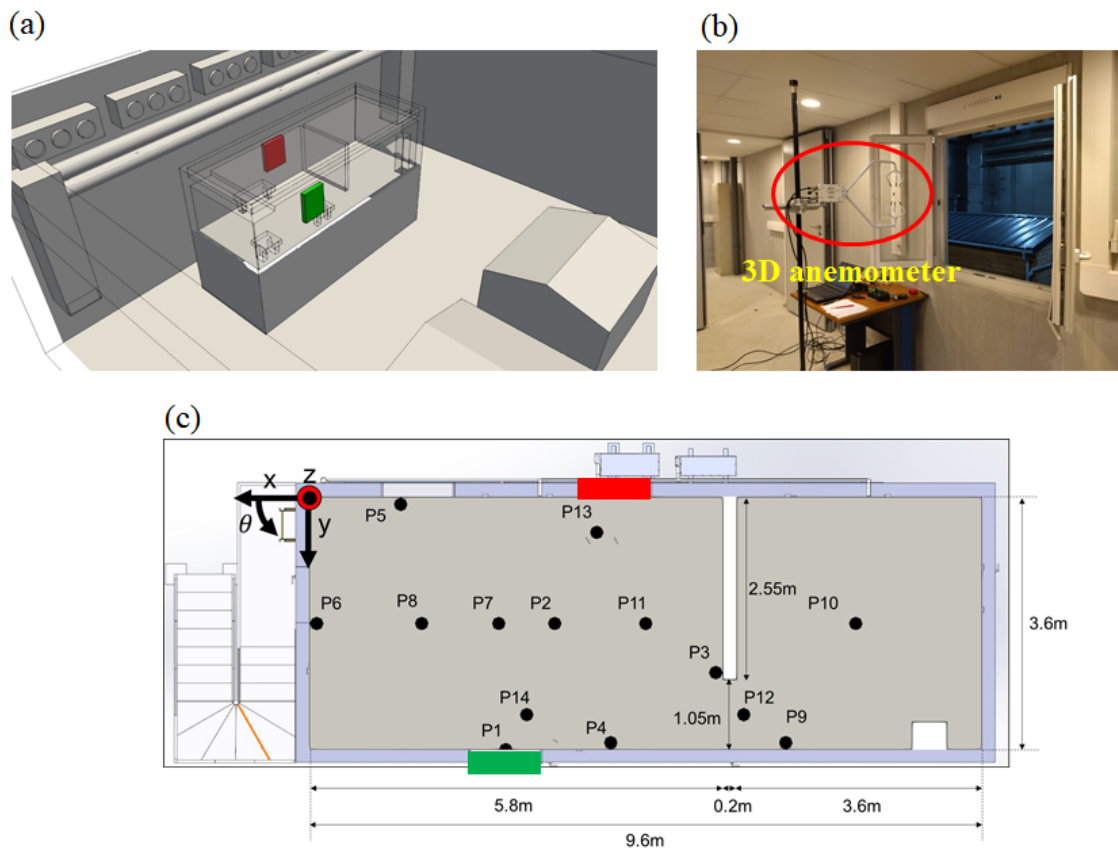 (a)
(b)
3D anemometer
(c)
x
z
θ
y
P5
P13
P6
P8
P7
P2
P11
P10
2.55m
3.6m
P3
P14
P12
1.05m
P1
P4
P9
5.8m
0.2m
3.6m
9.6m